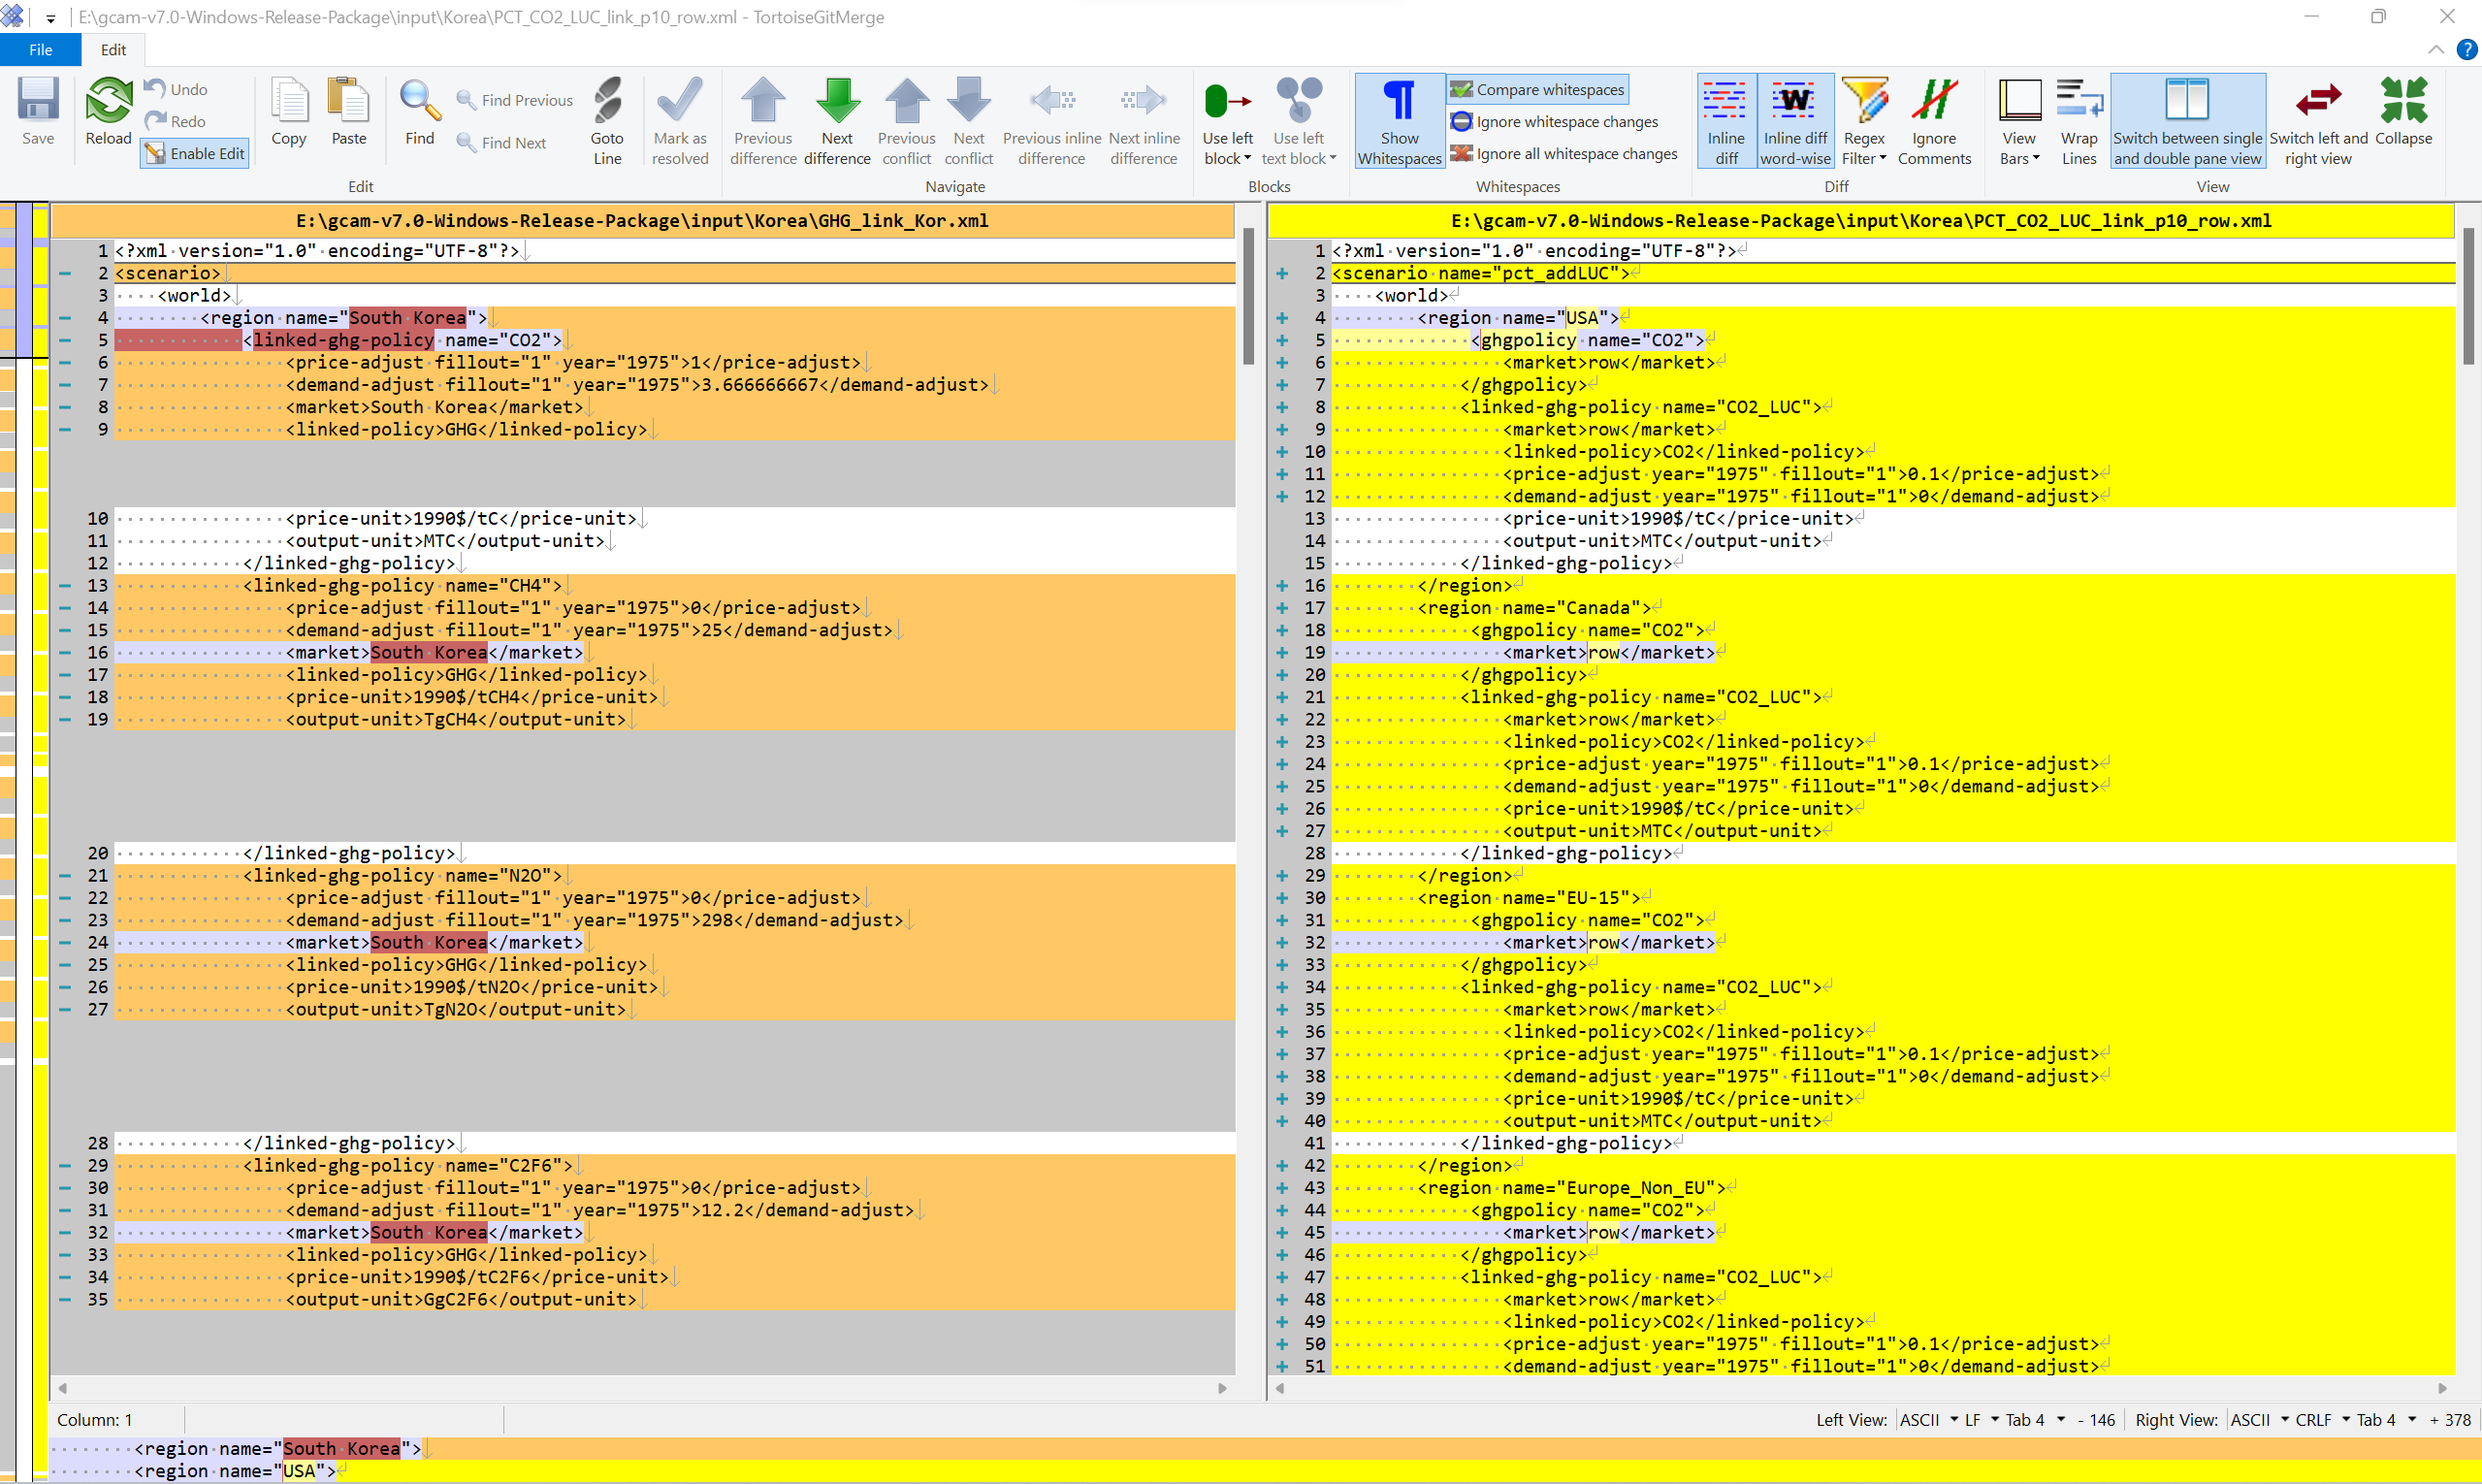 E:\gcam-v7.0-Windows-Release-Package\input\Korea\PCT_CO2_LUC_link_p10_row.xml - TortoiseGitMerge
File Edit
Save Reload Undo Redo Enable Edit Copy Paste Find Find Previous Find Next Goto Line Mark as resolved Previous difference Next difference Previous conflict Next conflict Previous inline difference Next inline difference Use left block Use left text block Show Whitespaces Compare whitespaces Ignore whitespace changes Ignore all whitespace changes Inline diff Inline diff word-wise Regex Filter Ignore Comments View Bars Wrap Lines Switch between single and double pane view Switch left and right view Collapse
Edit Navigate Blocks Whitespaces Diff View
E:\gcam-v7.0-Windows-Release-Package\input\Korea\GHG_link_Kor.xml
1 <?xml version="1.0" encoding="UTF-8"?>
2 <scenario>
3 <world>
4 <region name="South Korea">
5 <linked-ghg-policy name="CO2">
6 <price-adjust fillout="1" year="1975">1</price-adjust>
7 <demand-adjust fillout="1" year="1975">3.666666667</demand-adjust>
8 <market>South Korea</market>
9 <linked-policy>GHG</linked-policy>
10 <price-unit>1990$/tC</price-unit>
11 <output-unit>MTC</output-unit>
12 </linked-ghg-policy>
13 <linked-ghg-policy name="CH4">
14 <price-adjust fillout="1" year="1975">0</price-adjust>
15 <demand-adjust fillout="1" year="1975">25</demand-adjust>
16 <market>South Korea</market>
17 <linked-policy>GHG</linked-policy>
18 <price-unit>1990$/tCH4</price-unit>
19 <output-unit>TgCH4</output-unit>
20 </linked-ghg-policy>
21 <linked-ghg-policy name="N2O">
22 <price-adjust fillout="1" year="1975">0</price-adjust>
23 <demand-adjust fillout="1" year="1975">298</demand-adjust>
24 <market>South Korea</market>
25 <linked-policy>GHG</linked-policy>
26 <price-unit>1990$/tN2O</price-unit>
27 <output-unit>TgN2O</output-unit>
28 </linked-ghg-policy>
29 <linked-ghg-policy name="C2F6">
30 <price-adjust fillout="1" year="1975">0</price-adjust>
31 <demand-adjust fillout="1" year="1975">12.2</demand-adjust>
32 <market>South Korea</market>
33 <linked-policy>GHG</linked-policy>
34 <price-unit>1990$/tC2F6</price-unit>
35 <output-unit>GgC2F6</output-unit>
E:\gcam-v7.0-Windows-Release-Package\input\Korea\PCT_CO2_LUC_link_p10_row.xml
1 <?xml version="1.0" encoding="UTF-8"?>
2 <scenario name="pct_addLUC">
3 <world>
4 <region name="USA">
5 <ghgpolicy name="CO2">
6 <market>row</market>
7 </ghgpolicy>
8 <linked-ghg-policy name="CO2_LUC">
9 <market>row</market>
10 <linked-policy>CO2</linked-policy>
11 <price-adjust year="1975" fillout="1">0.1</price-adjust>
12 <demand-adjust year="1975" fillout="1">0</demand-adjust>
13 <price-unit>1990$/tC</price-unit>
14 <output-unit>MTC</output-unit>
15 </linked-ghg-policy>
16 </region>
17 <region name="Canada">
18 <ghgpolicy name="CO2">
19 <market>row</market>
20 </ghgpolicy>
21 <linked-ghg-policy name="CO2_LUC">
22 <market>row</market>
23 <linked-policy>CO2</linked-policy>
24 <price-adjust year="1975" fillout="1">0.1</price-adjust>
25 <demand-adjust year="1975" fillout="1">0</demand-adjust>
26 <price-unit>1990$/tC</price-unit>
27 <output-unit>MTC</output-unit>
28 </linked-ghg-policy>
29 </region>
30 <region name="EU-15">
31 <ghgpolicy name="CO2">
32 <market>row</market>
33 </ghgpolicy>
34 <linked-ghg-policy name="CO2_LUC">
35 <market>row</market>
36 <linked-policy>CO2</linked-policy>
37 <price-adjust year="1975" fillout="1">0.1</price-adjust>
38 <demand-adjust year="1975" fillout="1">0</demand-adjust>
39 <price-unit>1990$/tC</price-unit>
40 <output-unit>MTC</output-unit>
41 </linked-ghg-policy>
42 </region>
43 <region name="Europe_Non_EU">
44 <ghgpolicy name="CO2">
45 <market>row</market>
46 </ghgpolicy>
47 <linked-ghg-policy name="CO2_LUC">
48 <market>row</market>
49 <linked-policy>CO2</linked-policy>
50 <price-adjust year="1975" fillout="1">0.1</price-adjust>
51 <demand-adjust year="1975" fillout="1">0</demand-adjust>
Column: 1 Left View: ASCII LF Tab 4 - 146 Right View: ASCII CRLF Tab 4 + 378
<region name="South Korea">
<region name="USA">